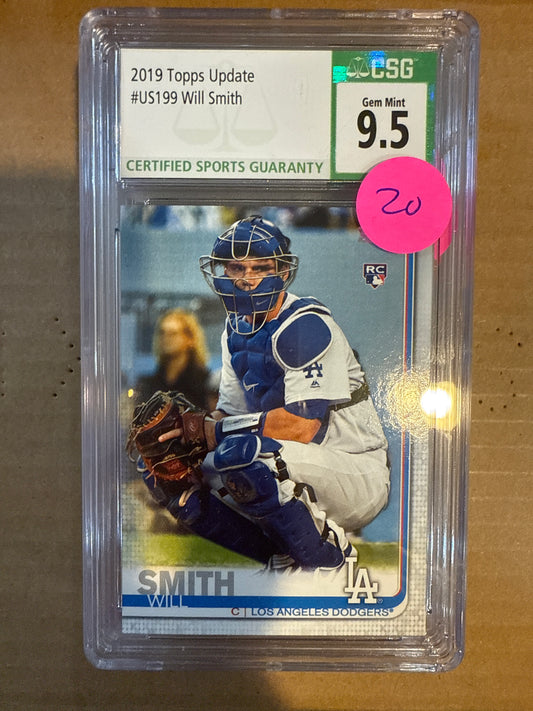 2019 Topps Update
#US199 Will Smith
CERTIFIED SPORTS GUARANTY
CSG
Gem Mint
9.5
20
RC
LA
SMITH
WILL
LA
C | LOS ANGELES DODGERS®